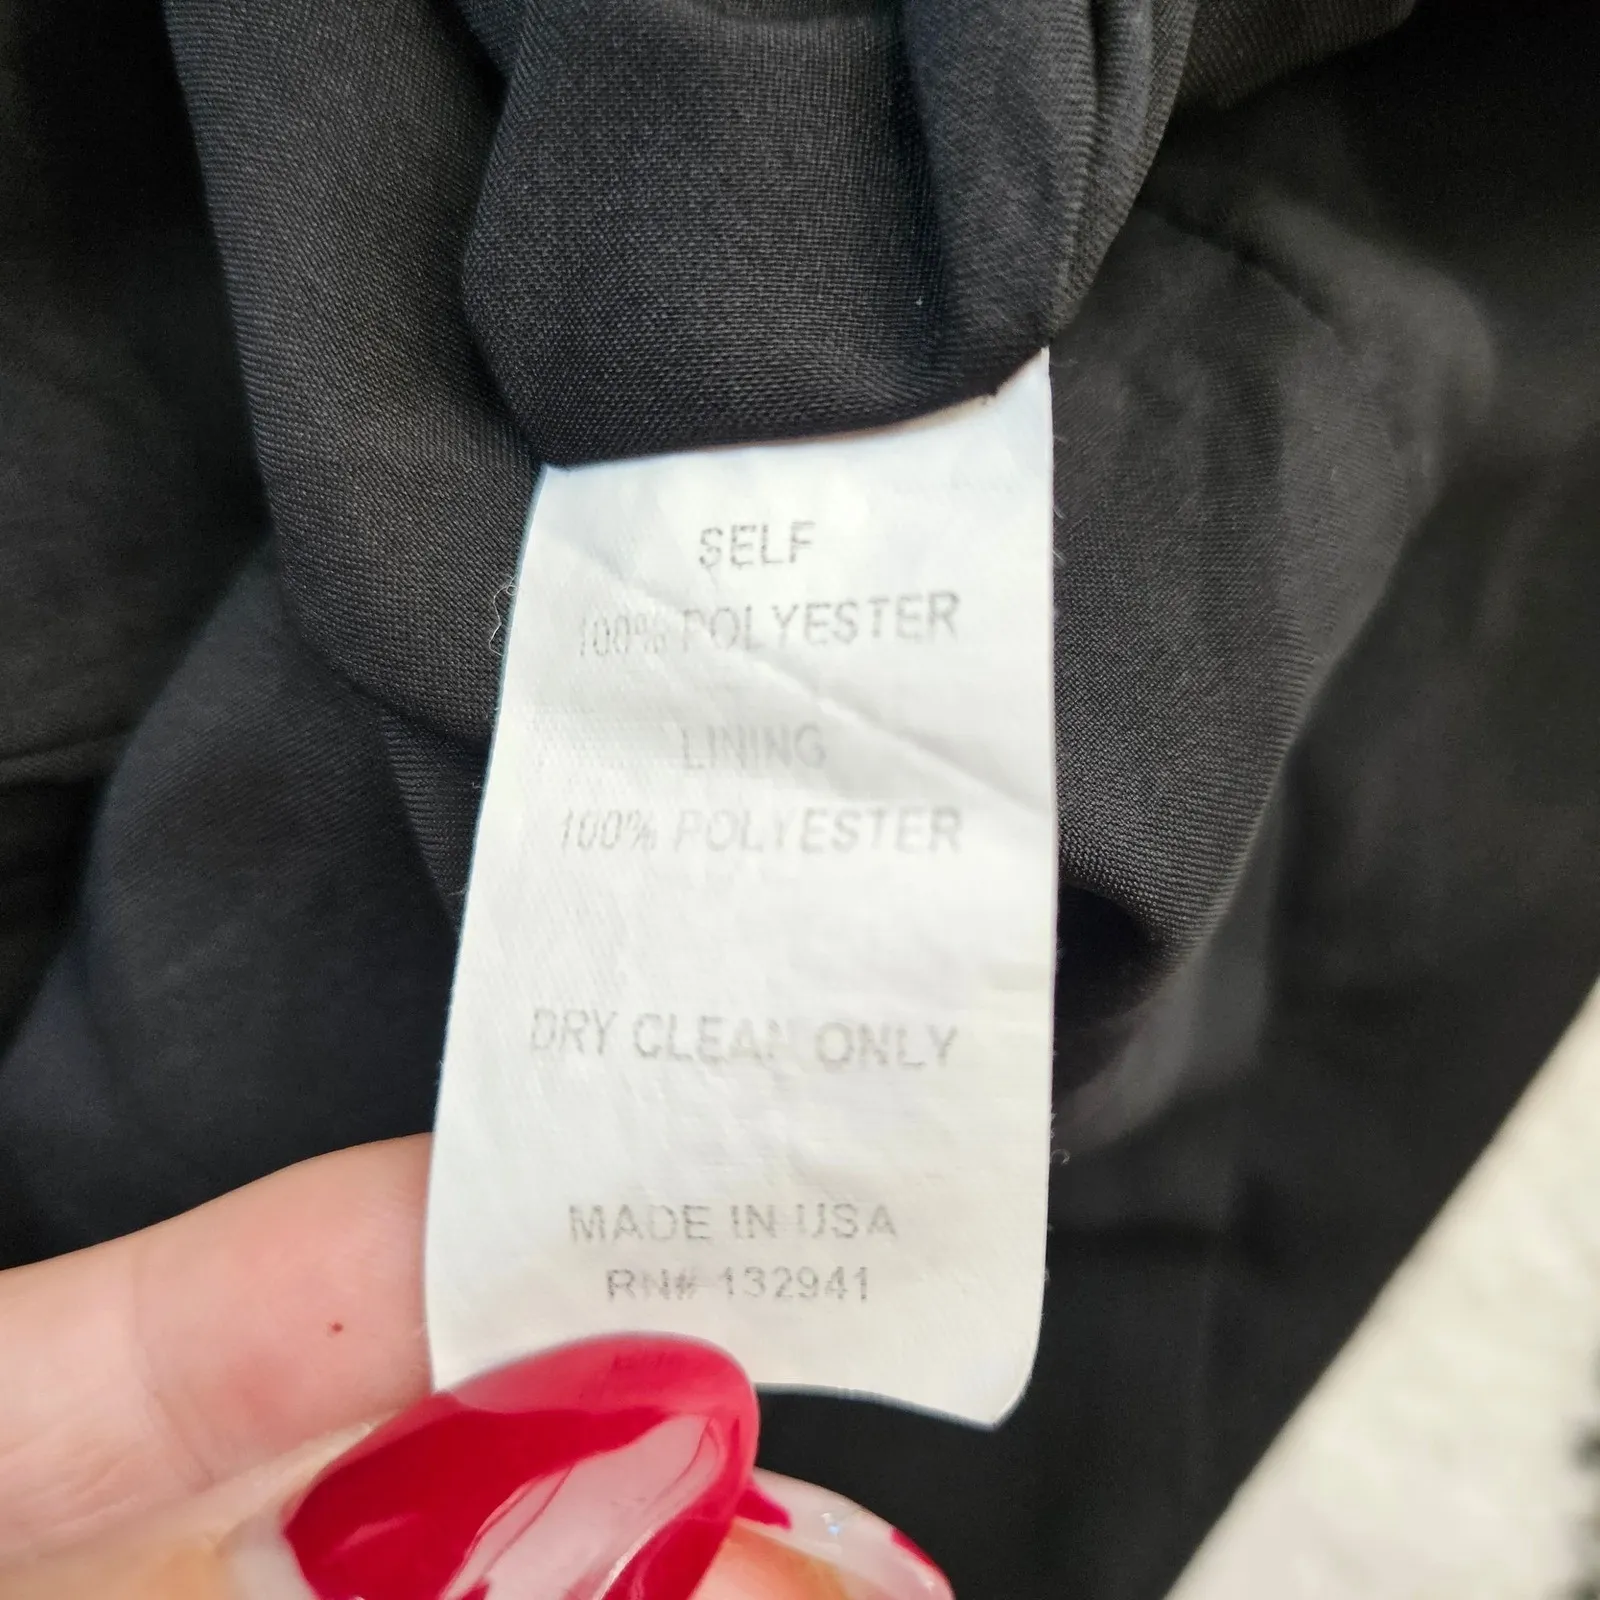 SELF
100% POLYESTER
LINING
100% POLYESTER
DRY CLEAN ONLY
MADE IN USA
RN# 132941